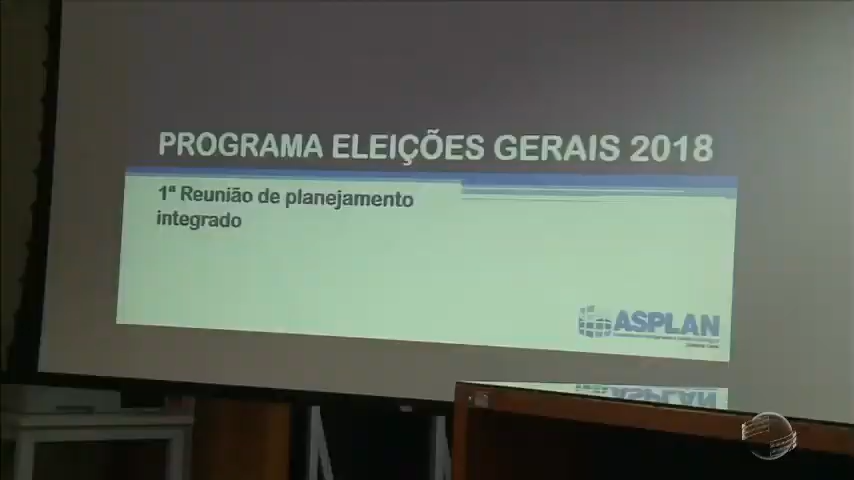 PROGRAMA ELEIÇÕES GERAIS 2018
1ª Reunião de planejamento
integrado
ASPLAN